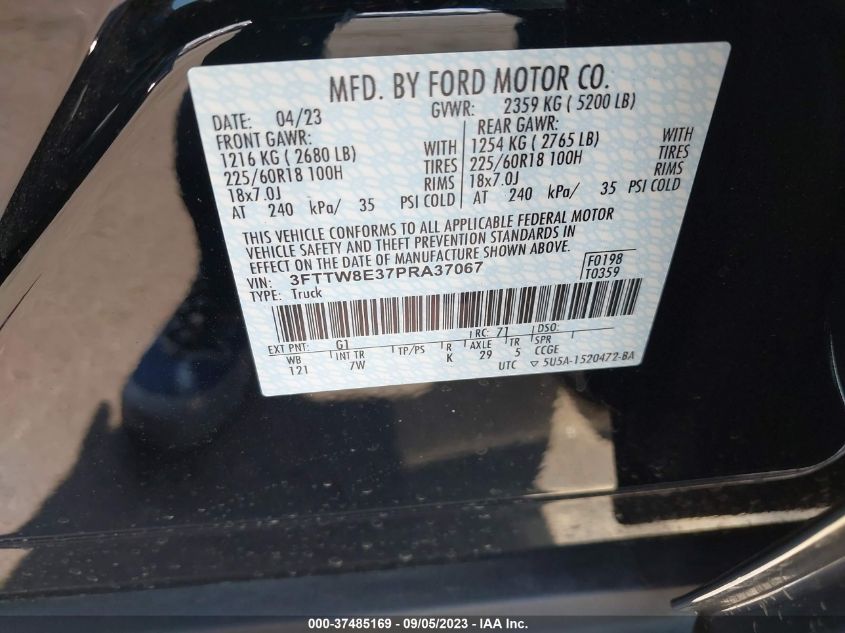 MFD. BY FORD MOTOR CO.
DATE: 04/23 GVWR: 2359 KG ( 5200 LB)
FRONT GAWR: REAR GAWR:
1216 KG ( 2680 LB) WITH 1254 KG ( 2765 LB) WITH
225/60R18 100H TIRES 225/60R18 100H TIRES
18x7.0J RIMS 18x7.0J RIMS
AT 240 kPa/ 35 PSI COLD AT 240 kPa/ 35 PSI COLD
THIS VEHICLE CONFORMS TO ALL APPLICABLE FEDERAL MOTOR
VEHICLE SAFETY AND THEFT PREVENTION STANDARDS IN
EFFECT ON THE DATE OF MANUFACTURE SHOWN ABOVE.
VIN: 3FTTW8E37PRA37067 F0198
TYPE: Truck T0359
EXT PNT: G1 RC: 71 DSO:
WB INT TR TP/PS R AXLE TR SPR
121 7W K 29 5 CCGE
UTC ▽ 5U5A-1520472-BA
000-37485169 - 09/05/2023 - IAA Inc.